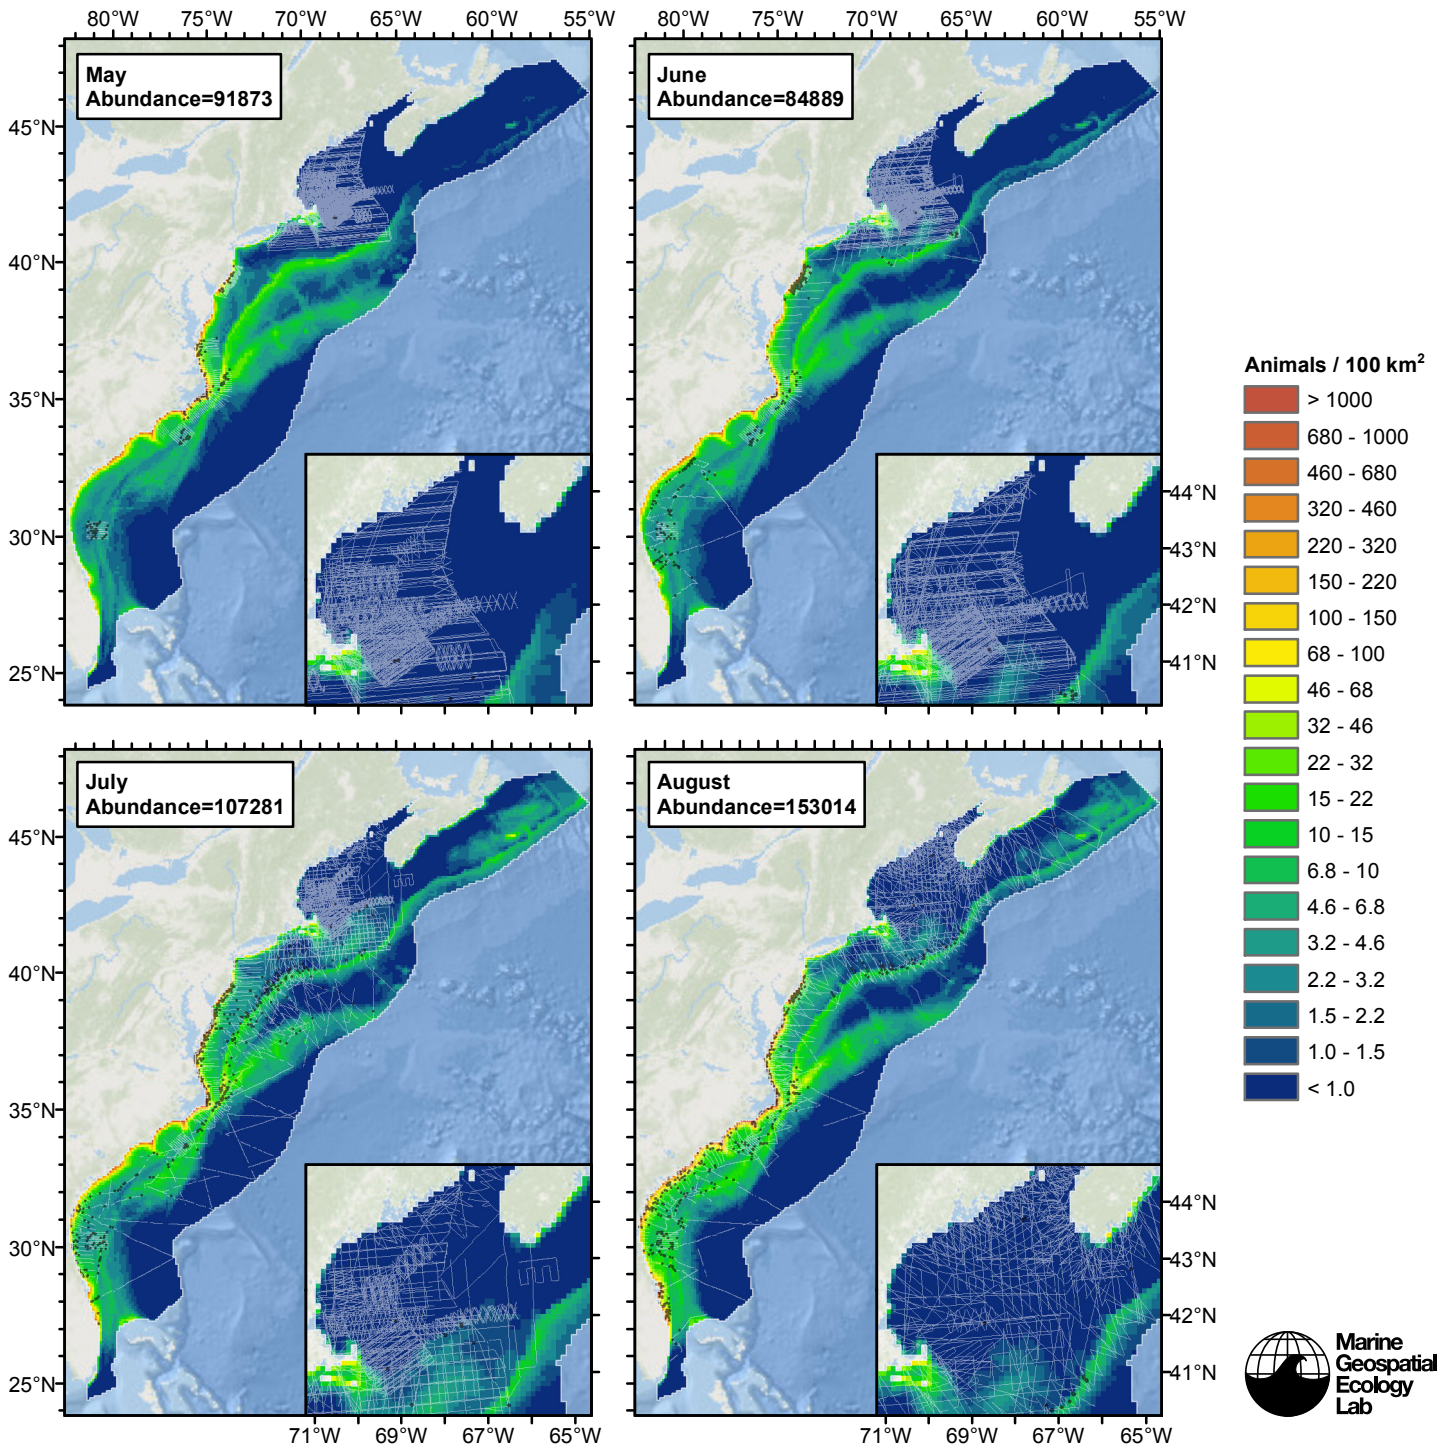 80°W 75°W 70°W 65°W 60°W 55°W
80°W 75°W 70°W 65°W 60°W 55°W
May
Abundance=91873
June
Abundance=84889
45°N
40°N
35°N
30°N
25°N
44°N
43°N
42°N
41°N
July
Abundance=107281
August
Abundance=153014
45°N
40°N
35°N
30°N
25°N
44°N
43°N
42°N
41°N
71°W 69°W 67°W 65°W
71°W 69°W 67°W 65°W
Animals / 100 km²
> 1000
680 - 1000
460 - 680
320 - 460
220 - 320
150 - 220
100 - 150
68 - 100
46 - 68
32 - 46
22 - 32
15 - 22
10 - 15
6.8 - 10
4.6 - 6.8
3.2 - 4.6
2.2 - 3.2
1.5 - 2.2
1.0 - 1.5
< 1.0
Marine
Geospatial
Ecology
Lab